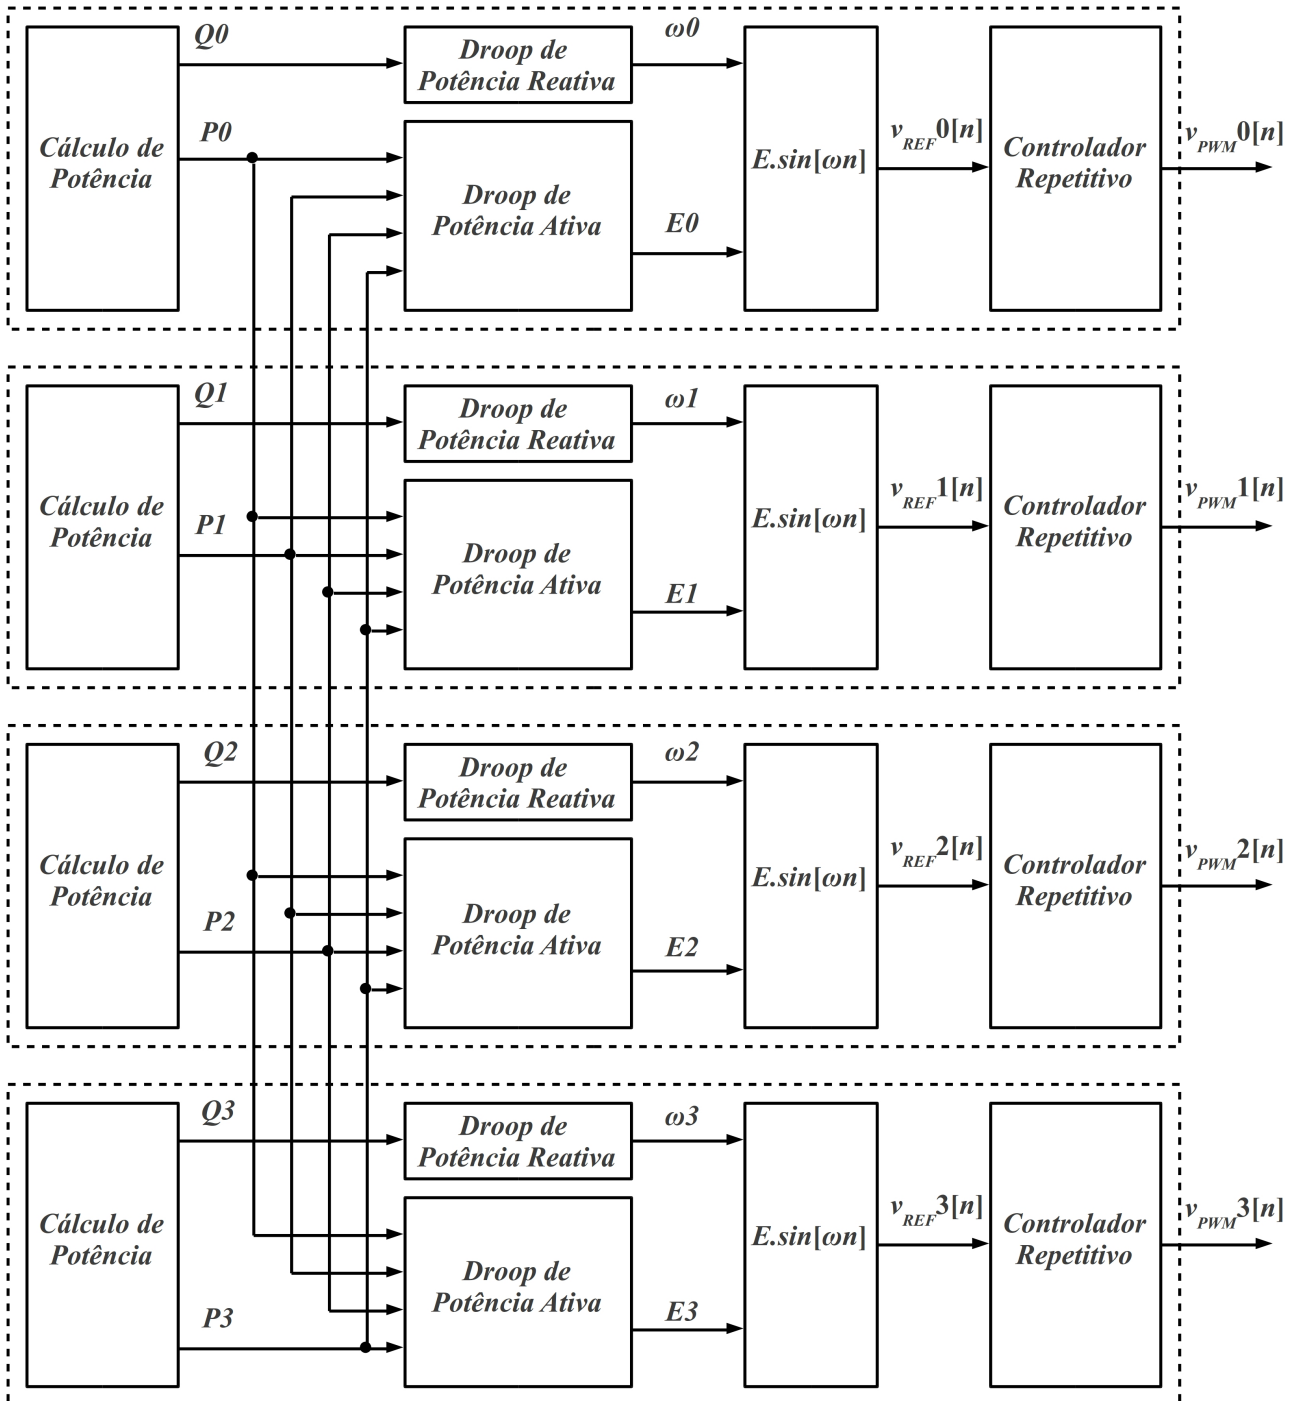 Q0
Droop de
Potência Reativa
ω0
Cálculo de
Potência
P0
Droop de
Potência Ativa
E0
E.sin[ωn]
vREF0[n]
Controlador
Repetitivo
vPWM0[n]
Q1
Droop de
Potência Reativa
ω1
Cálculo de
Potência
P1
Droop de
Potência Ativa
E1
E.sin[ωn]
vREF1[n]
Controlador
Repetitivo
vPWM1[n]
Q2
Droop de
Potência Reativa
ω2
Cálculo de
Potência
P2
Droop de
Potência Ativa
E2
E.sin[ωn]
vREF2[n]
Controlador
Repetitivo
vPWM2[n]
Q3
Droop de
Potência Reativa
ω3
Cálculo de
Potência
P3
Droop de
Potência Ativa
E3
E.sin[ωn]
vREF3[n]
Controlador
Repetitivo
vPWM3[n]